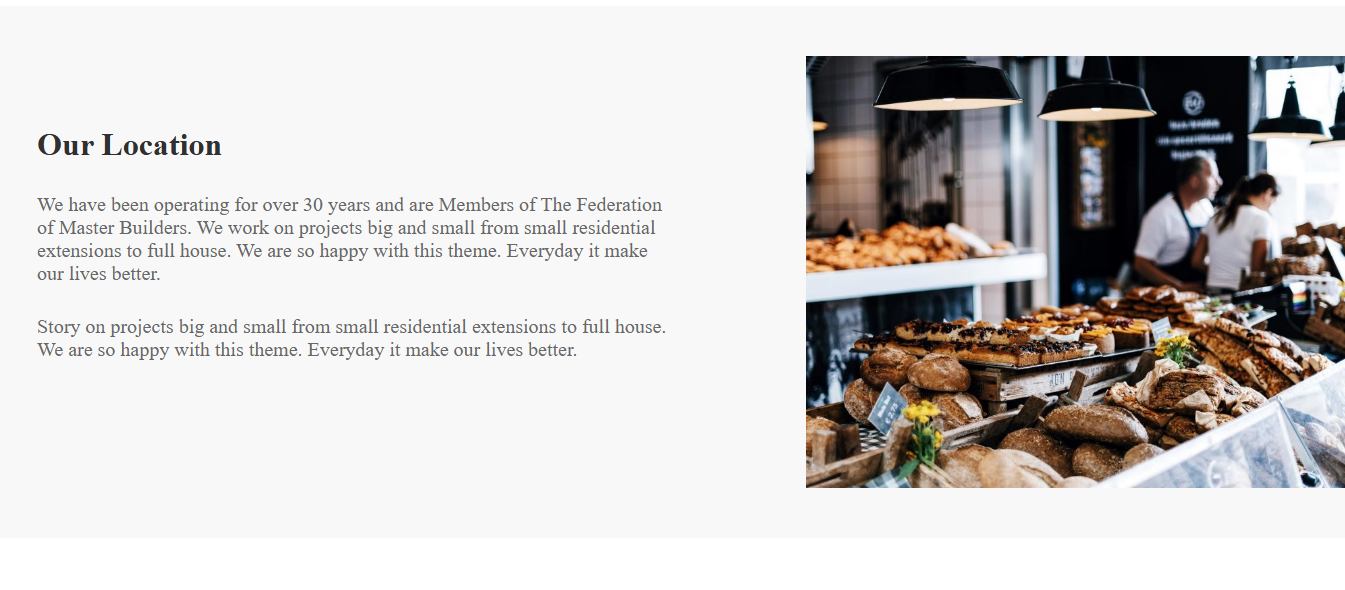 Our Location
We have been operating for over 30 years and are Members of The Federation
of Master Builders. We work on projects big and small from small residential
extensions to full house. We are so happy with this theme. Everyday it make
our lives better.
Story on projects big and small from small residential extensions to full house.
We are so happy with this theme. Everyday it make our lives better.